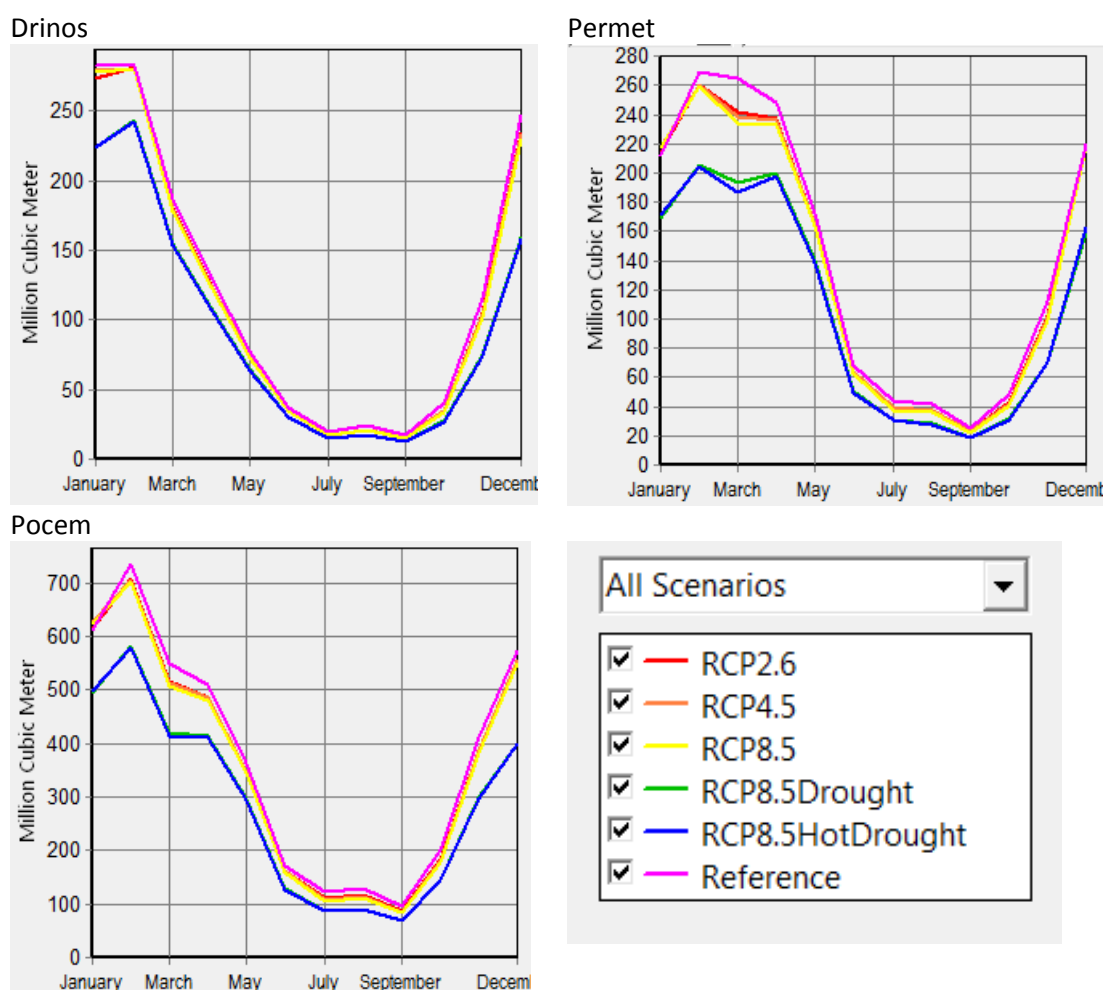 Drinos
Million Cubic Meter
250
200
150
100
50
0
January March May July September Decemb
Permet
Million Cubic Meter
280
260
240
220
200
180
160
140
120
100
80
60
40
20
0
January March May July September Decemb
Pocem
Million Cubic Meter
700
600
500
400
300
200
100
0
January March May July September Decemb
All Scenarios
RCP2.6
RCP4.5
RCP8.5
RCP8.5Drought
RCP8.5HotDrought
Reference